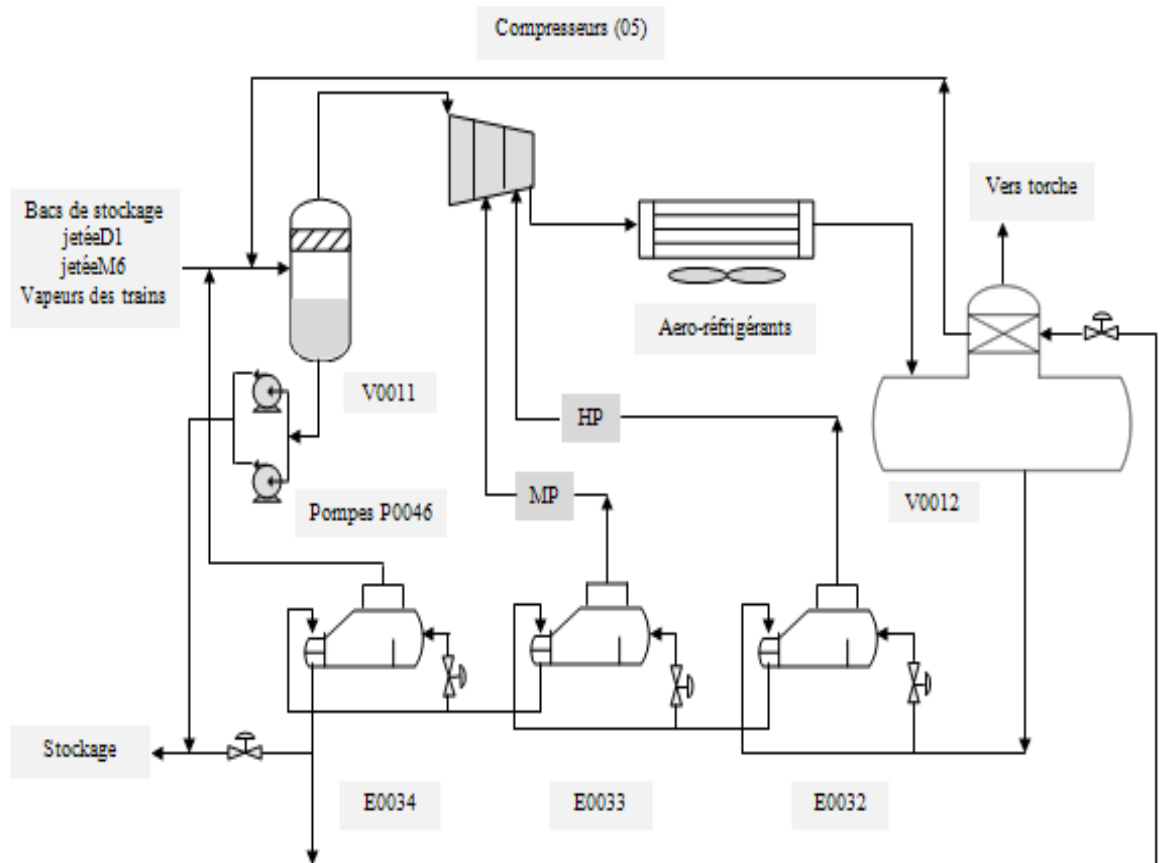 Compresseurs (05)
Vers torche
Bacs de stockage
jetéeD1
jetéeM6
Vapeurs des trains
Aero-réfrigérants
V0011
HP
MP
V0012
Pompes P0046
Stockage
E0034
E0033
E0032